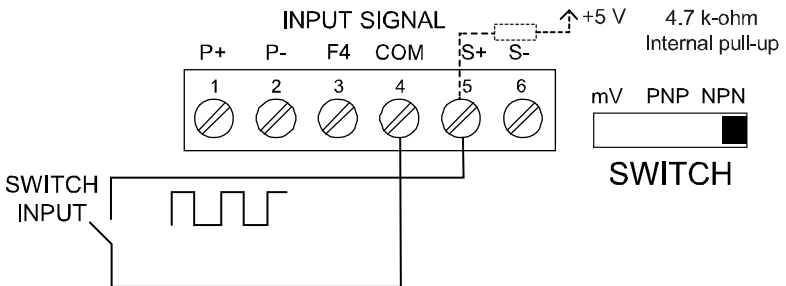 INPUT SIGNAL
+5 V
4.7 k-ohm
Internal pull-up
P+ P- F4 COM S+ S-
1 2 3 4 5 6
mV PNP NPN
SWITCH
SWITCH
INPUT